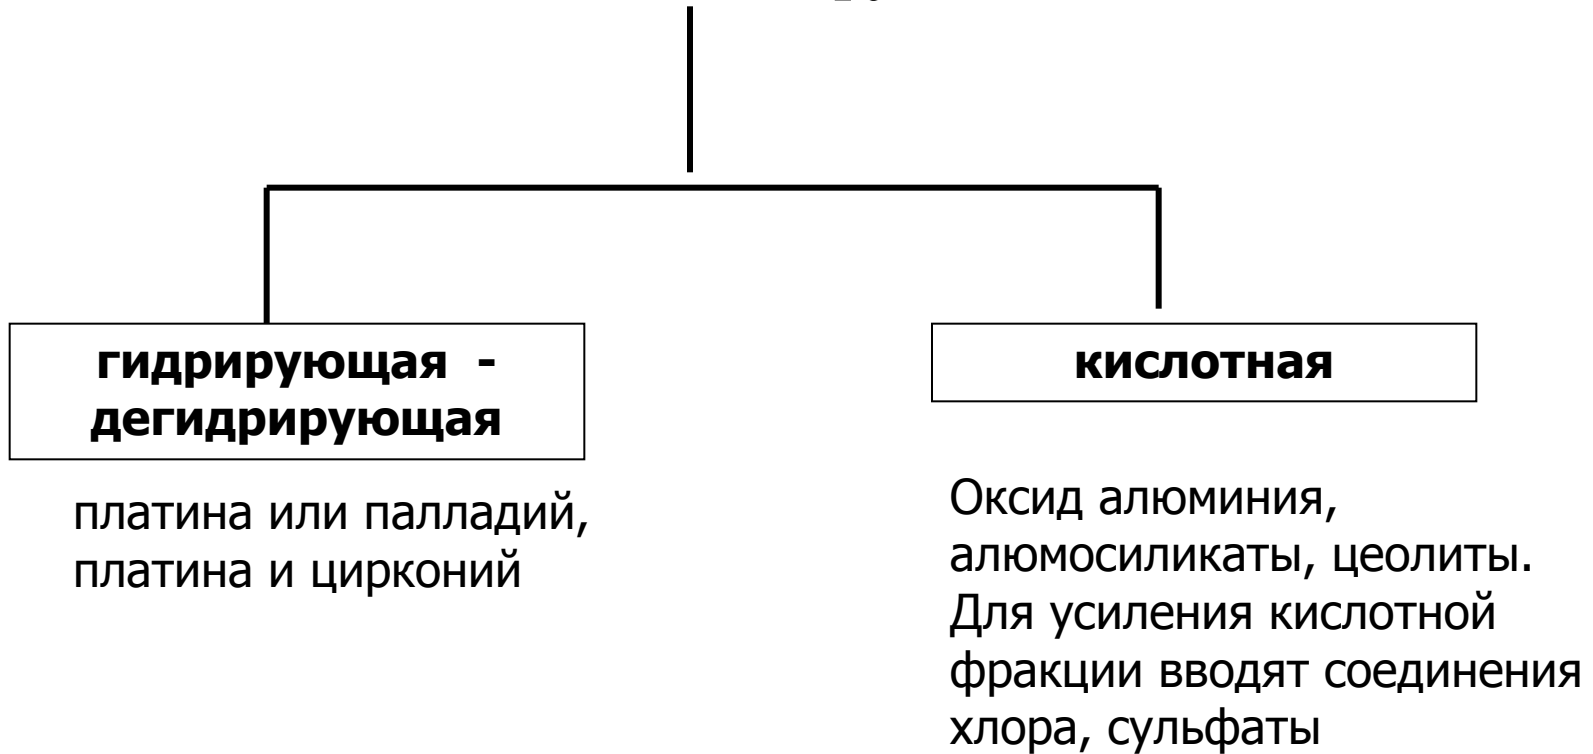 гидрирующая -
дегидрирующая
платина или палладий,
платина и цирконий
кислотная
Оксид алюминия,
алюмосиликаты, цеолиты.
Для усиления кислотной
фракции вводят соединения
хлора, сульфаты